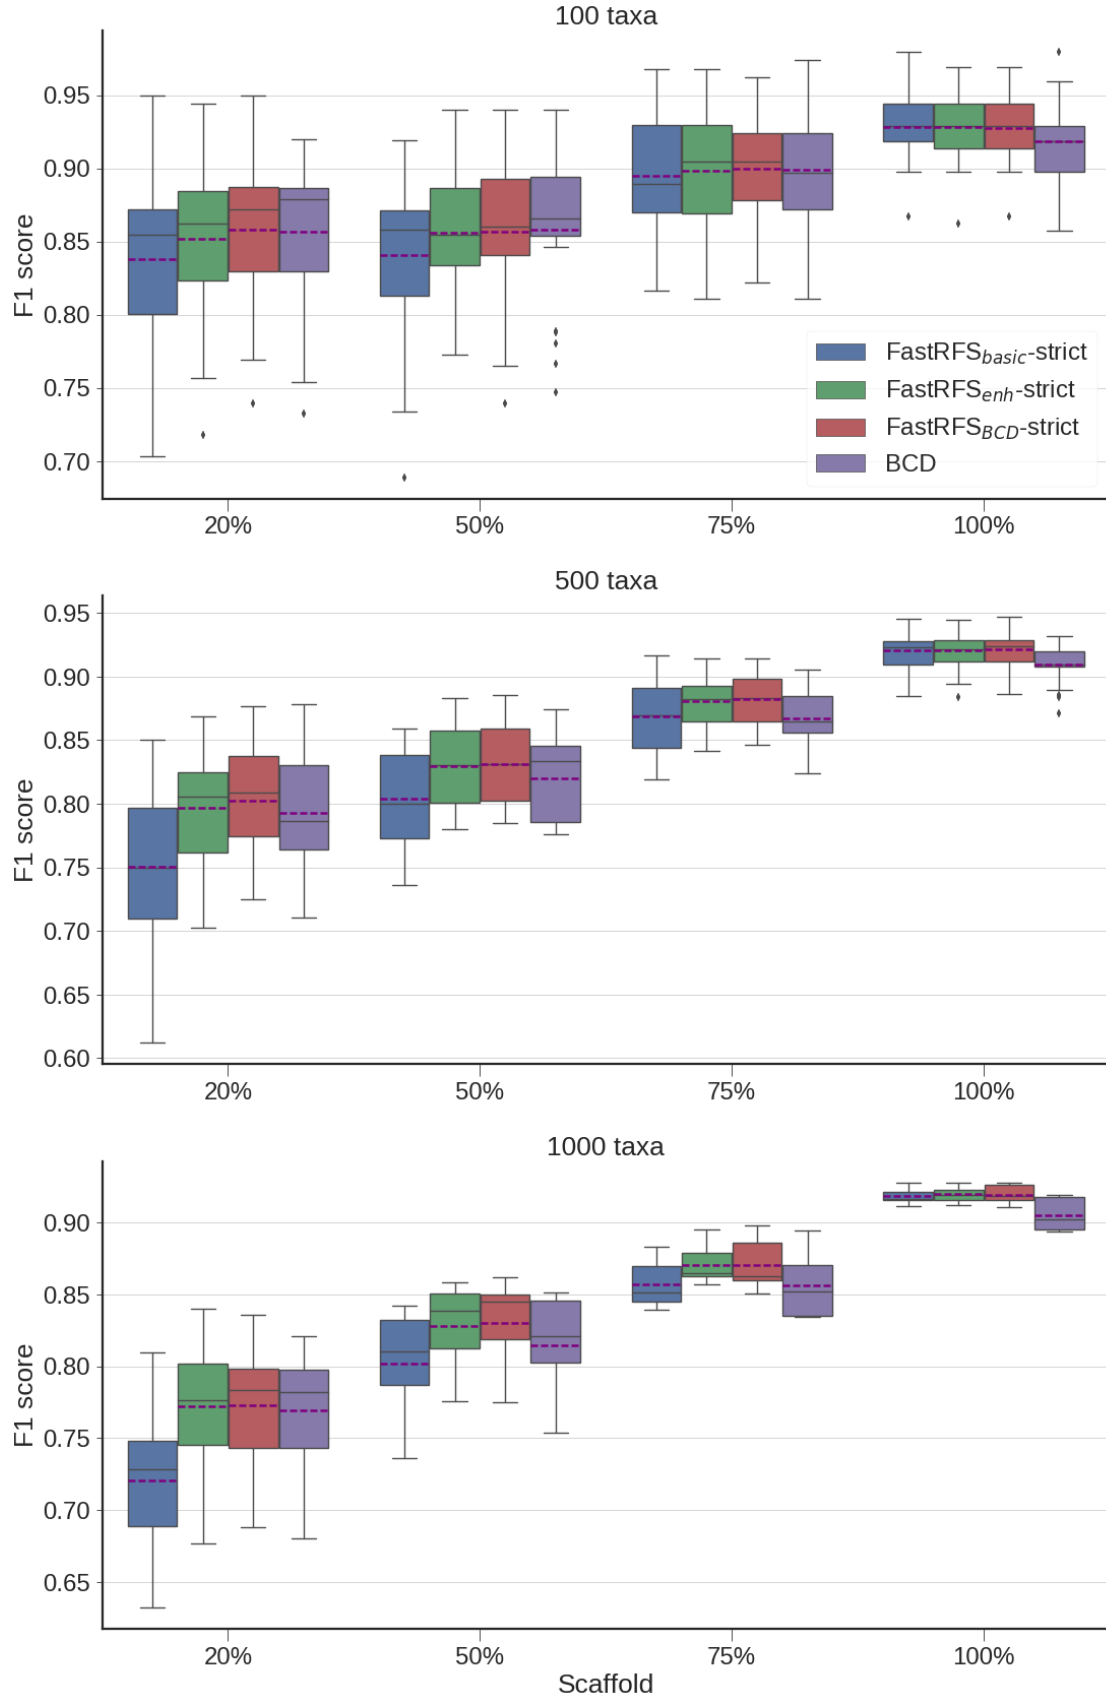 100 taxa
F1 score
0.95
0.90
0.85
0.80
0.75
0.70
FastRFS_basic-strict
FastRFS_enh-strict
FastRFS_BCD-strict
BCD
20% 50% 75% 100%
500 taxa
F1 score
0.95
0.90
0.85
0.80
0.75
0.70
0.65
0.60
20% 50% 75% 100%
1000 taxa
F1 score
0.90
0.85
0.80
0.75
0.70
0.65
20% 50% 75% 100%
Scaffold